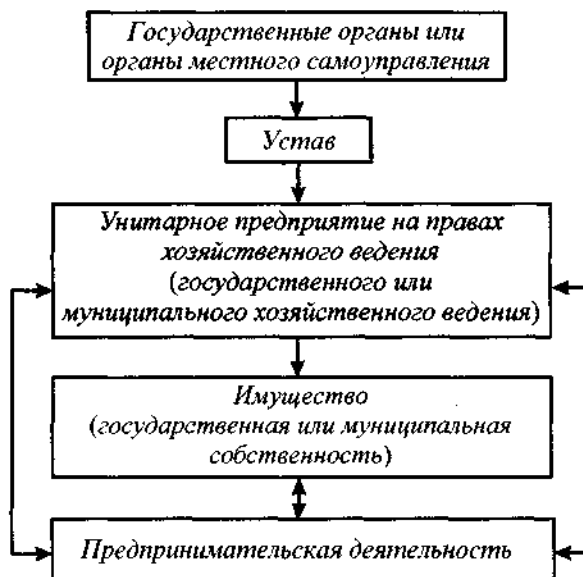 Государственные органы или
органы местного самоуправления
Устав
Унитарное предприятие на правах
хозяйственного ведения
(государственного или
муниципального хозяйственного ведения)
Имущество
(государственная или муниципальная
собственность)
Предпринимательская деятельность